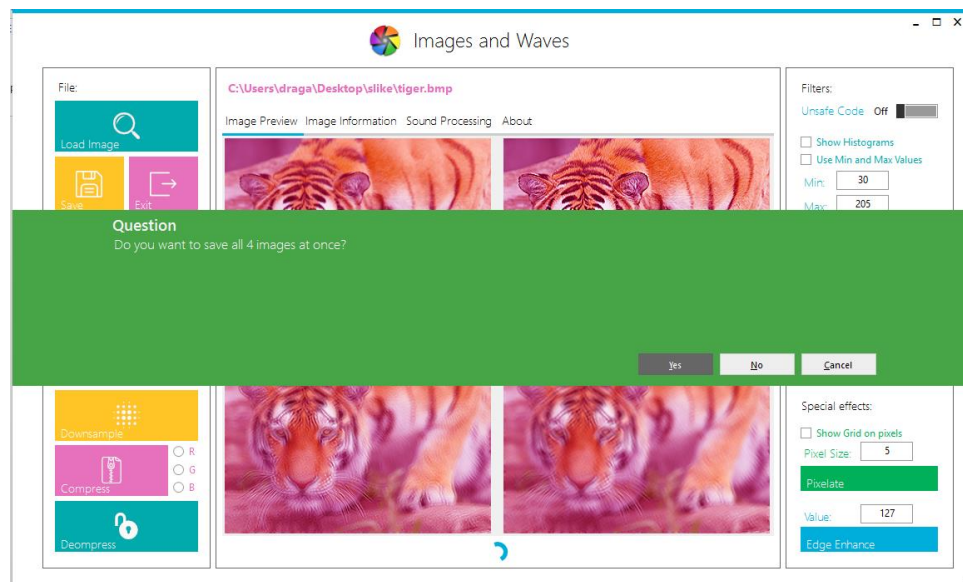 Images and Waves
File:
Load Image
Save
Exit
C:\Users\draga\Desktop\slike\tiger.bmp
Image Preview Image Information Sound Processing About
Filters:
Unsafe Code Off
Show Histograms
Use Min and Max Values
Min: 30
Max: 205
Question
Do you want to save all 4 images at once?
Yes No Cancel
Downsample
Compress
R
G
B
Deompress
Special effects:
Show Grid on pixels
Pixel Size: 5
Pixelate
Value: 127
Edge Enhance